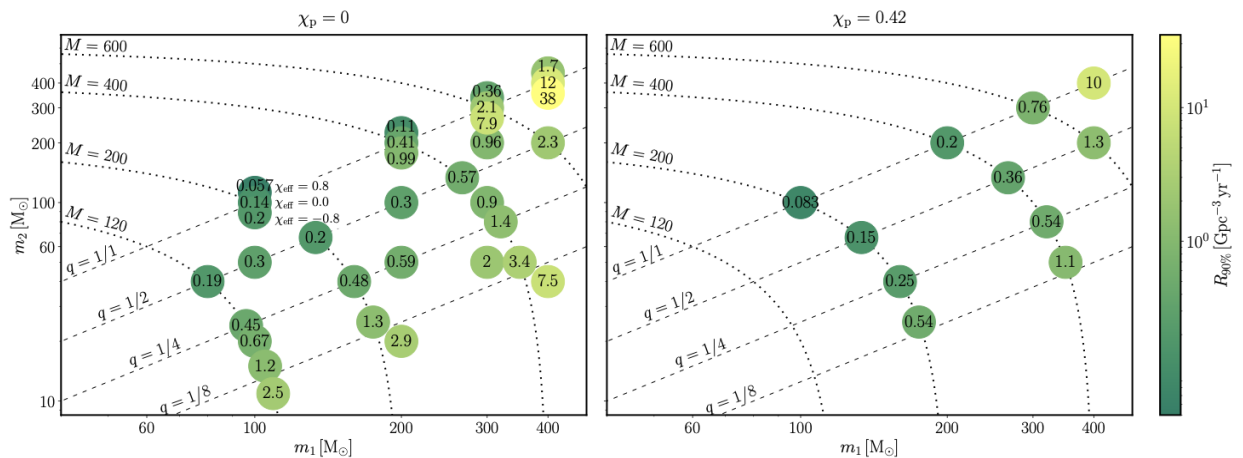 χp = 0
M = 600
M = 400
M = 200
M = 120
q = 1/1
q = 1/2
q = 1/4
q = 1/8
1.7
12
38
0.36
2.1
7.9
0.96
2.3
0.11
0.41
0.99
0.57
0.057 χeff = 0.8
0.14 χeff = 0.0
0.2 χeff = −0.8
0.3
0.9
1.4
0.2
0.3
0.59
2
3.4
0.19
0.48
7.5
0.45
0.67
1.3
2.9
1.2
2.5
400
300
200
100
60
10
m2 [M⊙]
60
100
200
300
400
m1 [M⊙]
χp = 0.42
M = 600
M = 400
M = 200
M = 120
q = 1/1
q = 1/2
q = 1/4
q = 1/8
10
0.76
0.2
1.3
0.36
0.083
0.54
0.15
1.1
0.25
0.54
60
100
200
300
400
m1 [M⊙]
10¹
10⁰
R90% [Gpc⁻³ yr⁻¹]